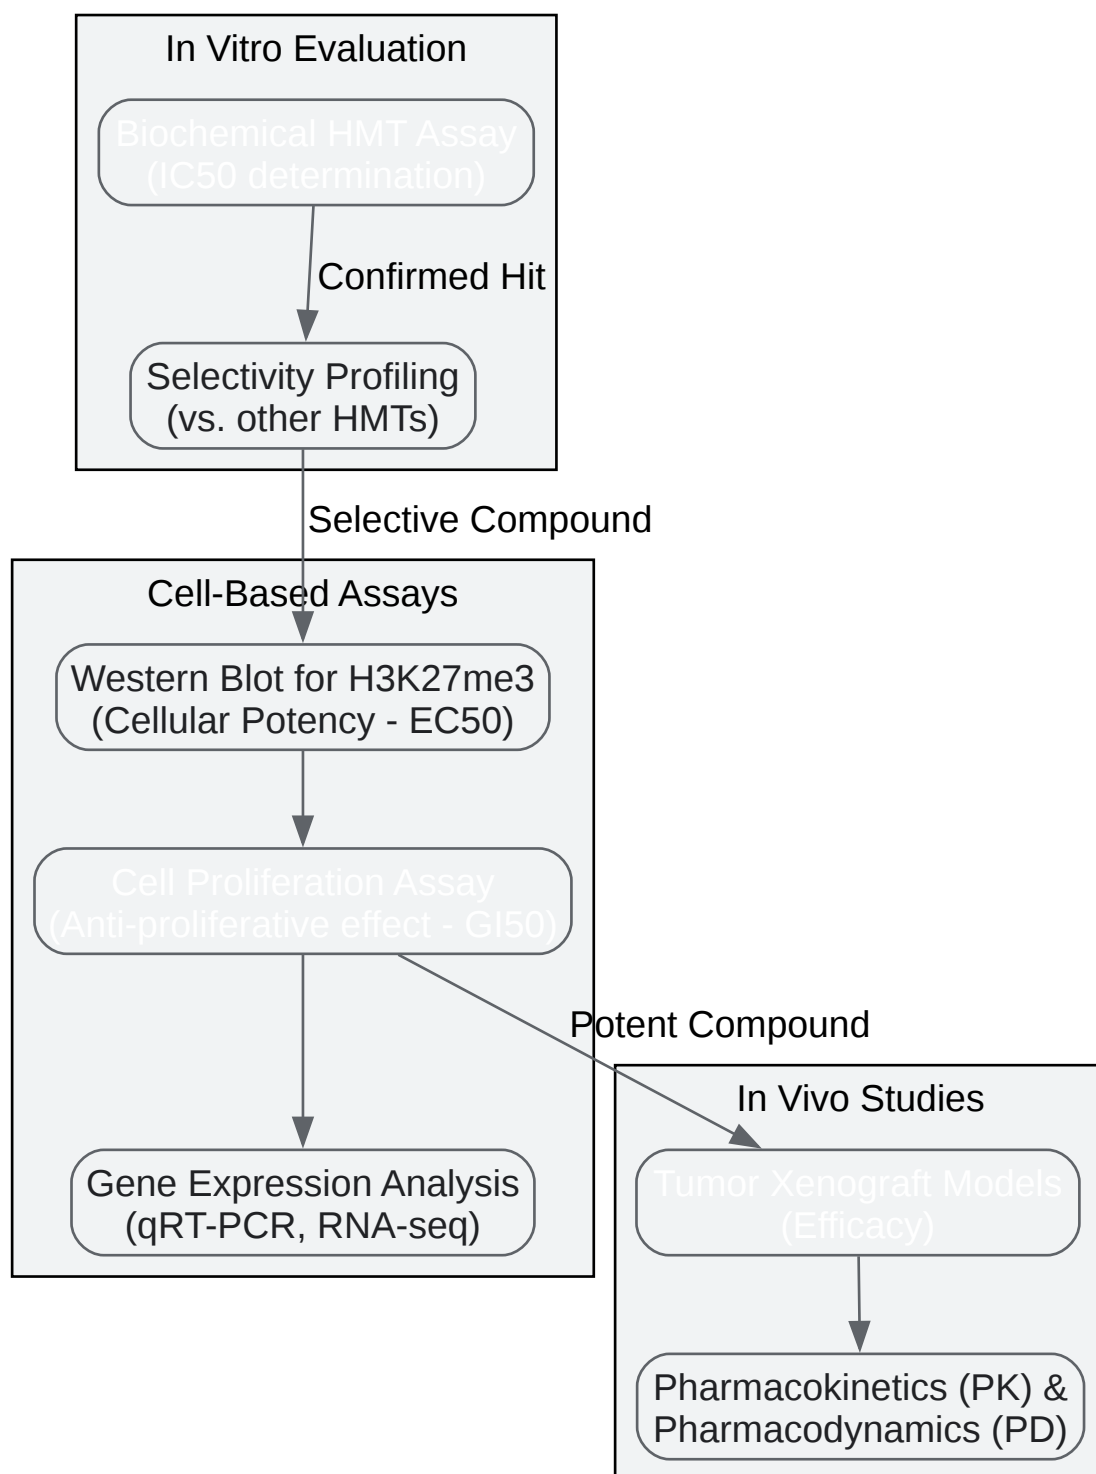 In Vitro Evaluation
Biochemical HMT Assay
(IC50 determination)
Confirmed Hit
Selectivity Profiling
(vs. other HMTs)
Selective Compound
Cell-Based Assays
Western Blot for H3K27me3
(Cellular Potency - EC50)
Cell Proliferation Assay
(Anti-proliferative effect - GI50)
Potent Compound
In Vivo Studies
Gene Expression Analysis
(qRT-PCR, RNA-seq)
Tumor Xenograft Models
(Efficacy)
Pharmacokinetics (PK) &
Pharmacodynamics (PD)